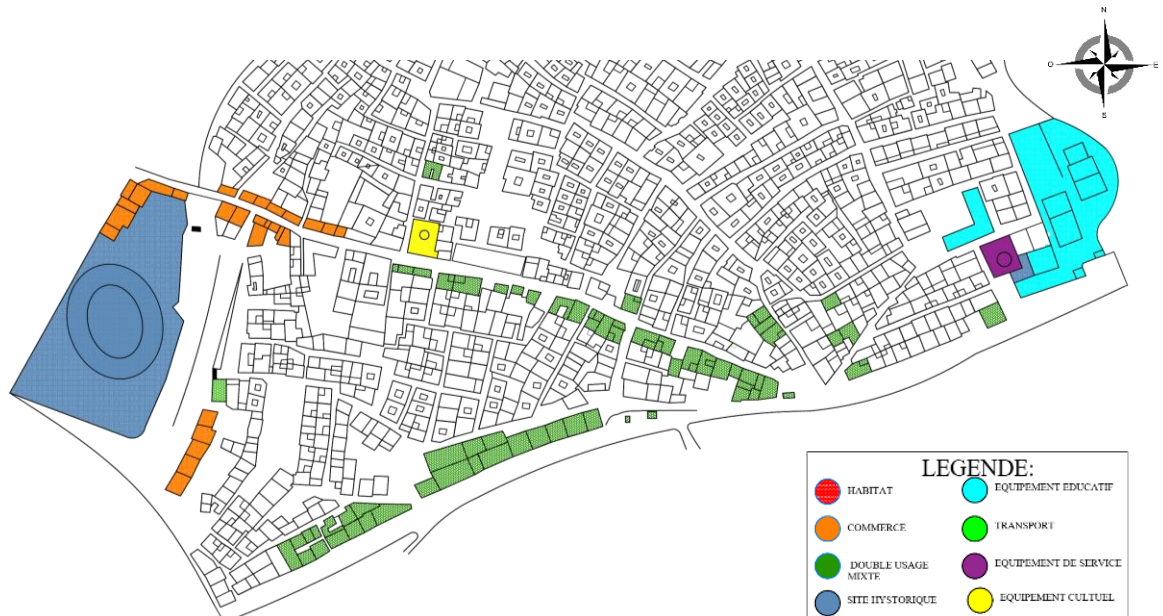 N
O
E
S
LEGENDE:
HABITAT
COMMERCE
DOUBLE USAGE
MIXTE
SITE HYSTORIQUE
EQUIPEMENT EDUCATIF
TRANSPORT
EQUIPEMENT DE SERVICE
EQUIPEMENT CULTUEL